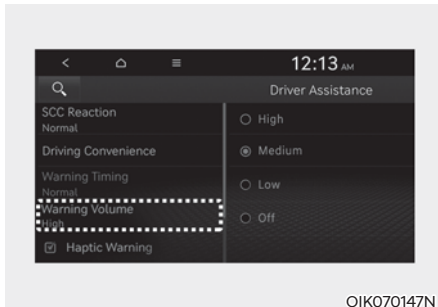 12:13 AM
Driver Assistance
SCC Reaction
Normal
Driving Convenience
Warning Timing
Normal
Warning Volume
High
Haptic Warning
High
Medium
Low
Off
OIK070147N